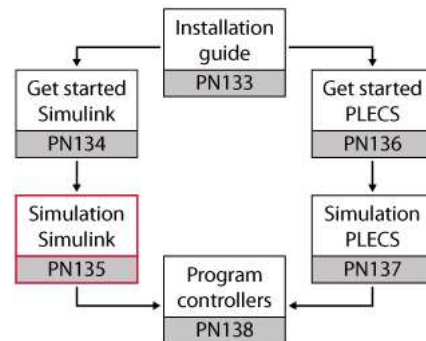 Installation
guide
PN133
Get started
Simulink
PN134
Get started
PLECS
PN136
Simulation
Simulink
PN135
Simulation
PLECS
PN137
Program
controllers
PN138